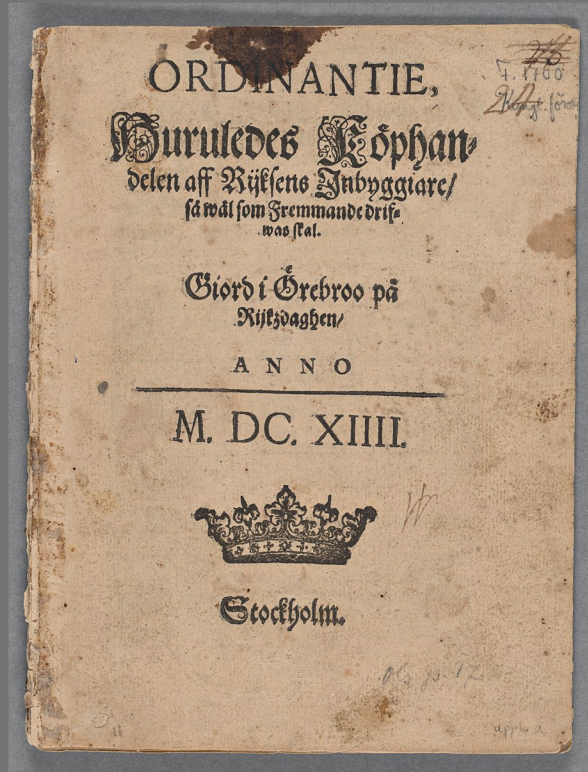 ORDINANTIE,
Huruledes Köphan-
delen aff Rijksens Inbyggiare/
så wäl som Fremmande drif-
was skal.
Giord i Örebroo på
Rijkzdaghen/
ANNO
M. DC. XIIII.
Stockholm.
F. 1700